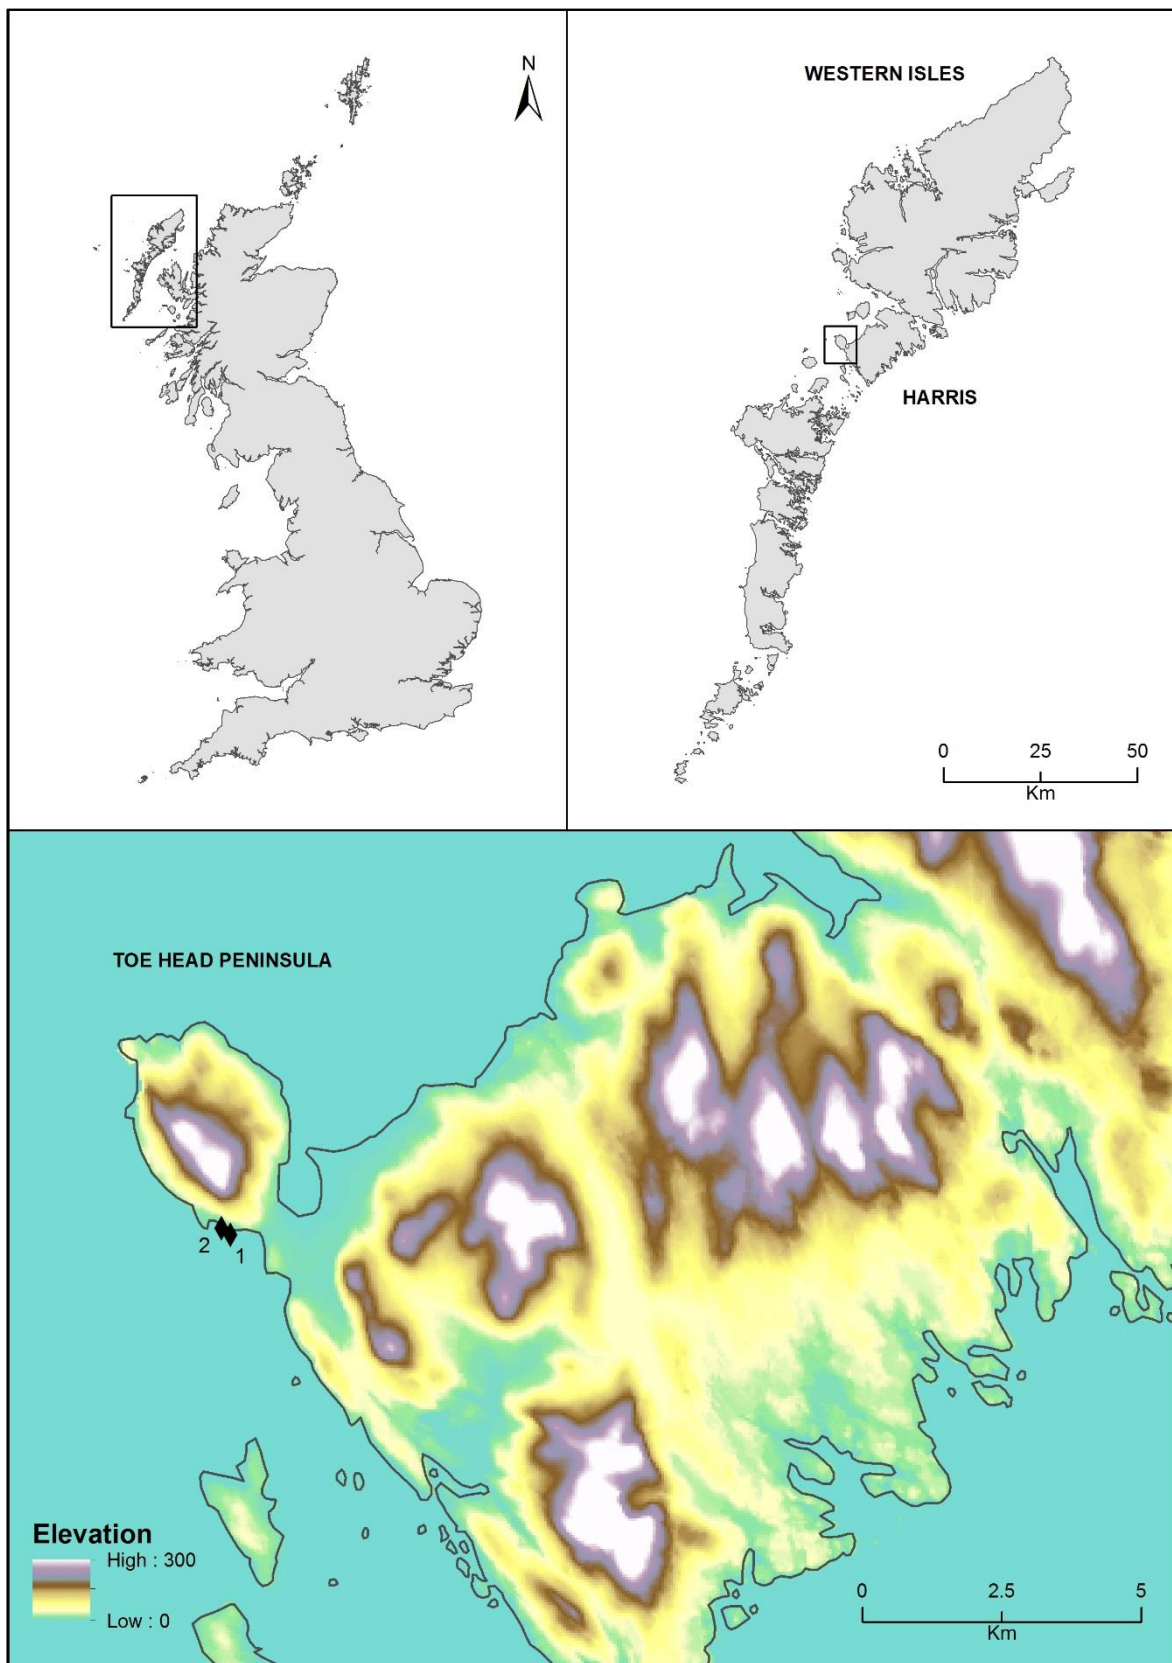 N
WESTERN ISLES
HARRIS
0 25 50
Km
TOE HEAD PENINSULA
2
1
Elevation
High : 300
Low : 0
0 2.5 5
Km